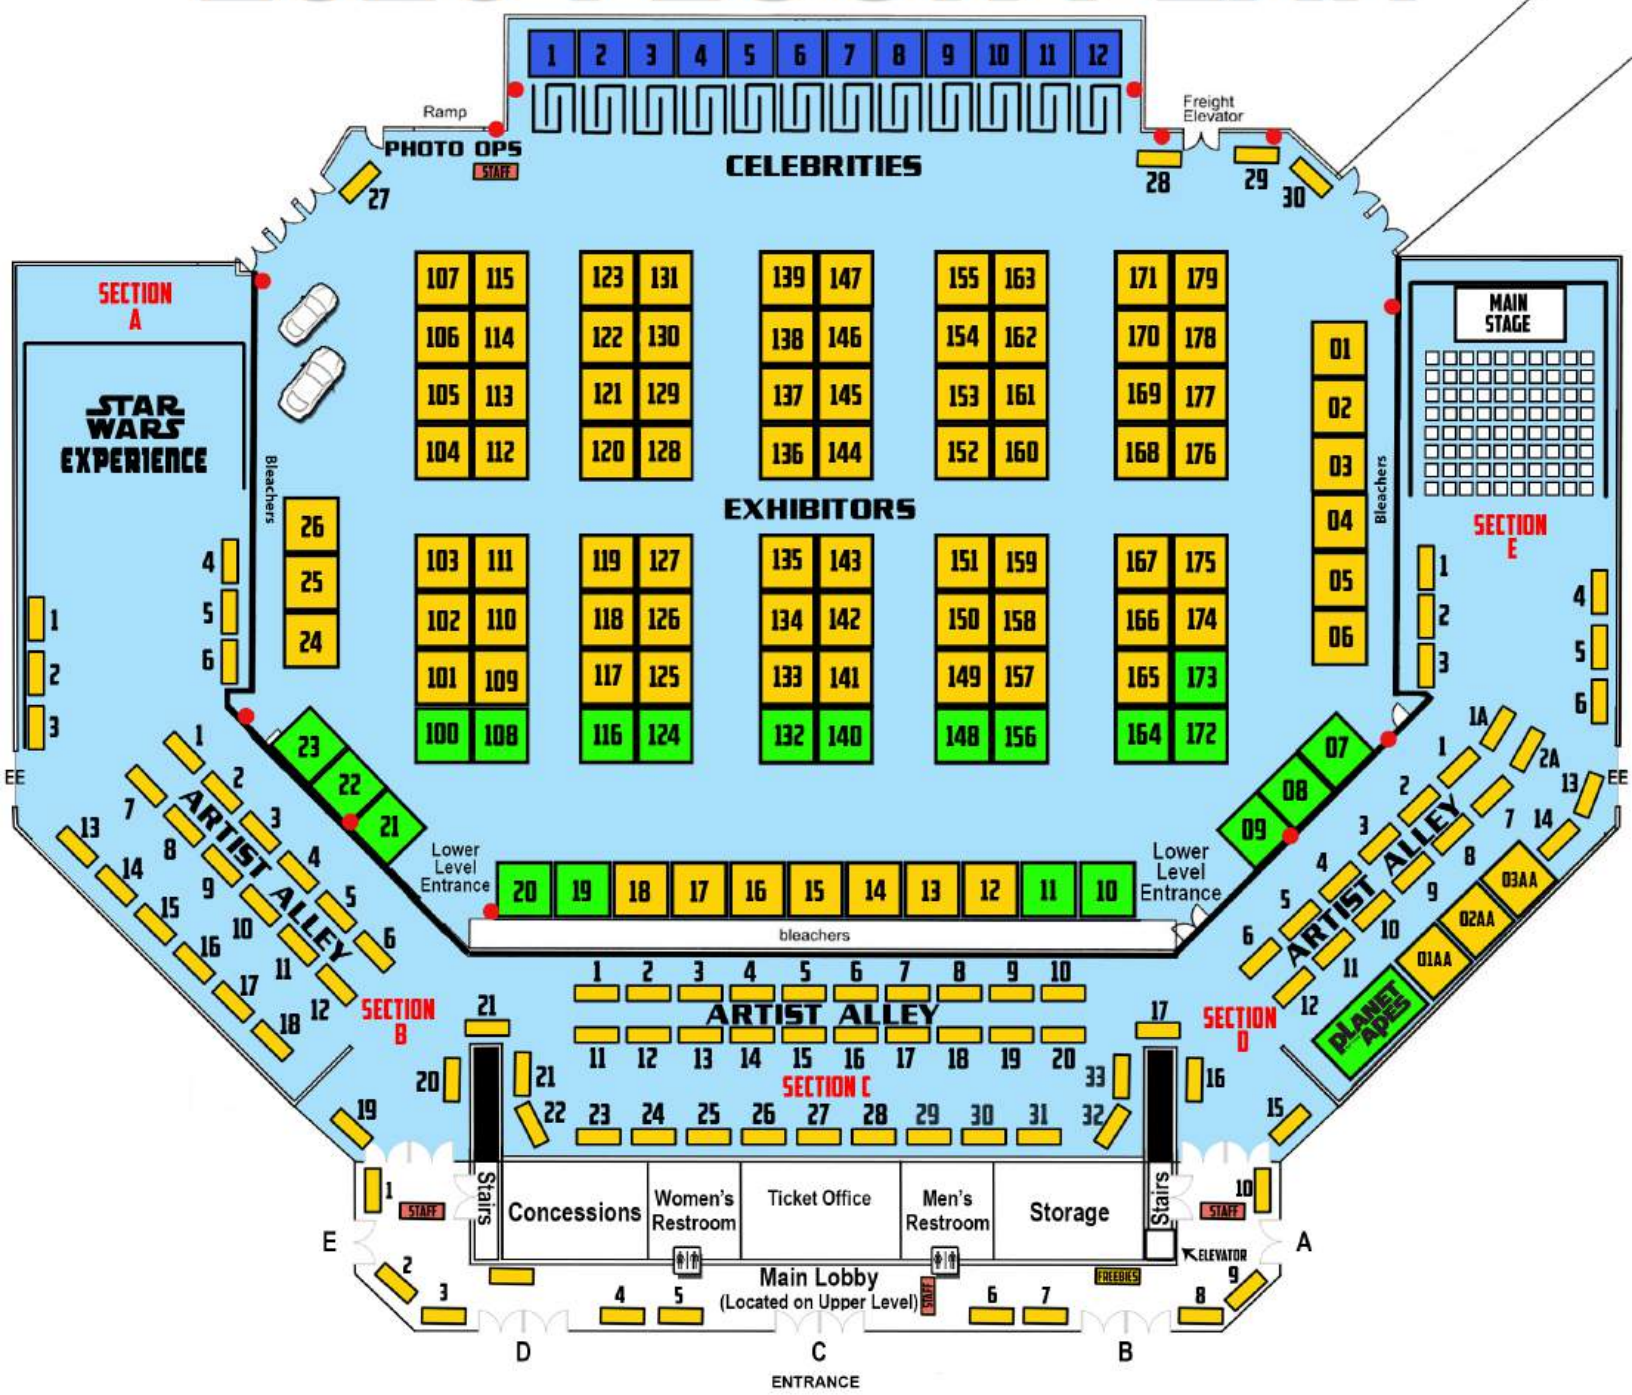 1 2 3 4 5 6 7 8 9 10 11 12
Ramp
Freight
Elevator
PHOTO OPS
STAFF
CELEBRITIES
27
28
29
30
SECTION
A
STAR
WARS
EXPERIENCE
Bleachers
107 115 123 131 139 147 155 163 171 179
106 114 122 130 138 146 154 162 170 178
105 113 121 129 137 145 153 161 169 177
104 112 120 128 136 144 152 160 168 176
EXHIBITORS
103 111 119 127 135 143 151 159 167 175
102 110 118 126 134 142 150 158 166 174
101 109 117 125 133 141 149 157 165 173
100 108 116 124 132 140 148 156 164 172
26
25
24
01
02
03
04
05
06
Bleachers
MAIN
STAGE
SECTION
E
4
5
6
1
2
3
1
2
3
4
5
6
EE
EE
23
22
21
07
08
09
Lower
Level
Entrance
20 19 18 17 16 15 14 13 12 11 10
Lower
Level
Entrance
bleachers
1 2 3 4 5 6
ARTIST ALLEY
7 8 9 10 11 12
13 14 15 16 17 18
SECTION
B
19
20
21
1 2 3 4 5 6 7 8 9 10
ARTIST ALLEY
11 12 13 14 15 16 17 18 19 20
SECTION C
21
22 23 24 25 26 27 28 29 30 31 32
33
1A
2A
1 2 3 4 5 6
ARTIST ALLEY
7 8 9 10 11 12
13
14
03AA
02AA
01AA
PLANET
APES
SECTION
D
17
16
15
Stairs
Concessions
Women's
Restroom
Ticket Office
Men's
Restroom
Storage
Stairs
1
STAFF
10
STAFF
E
A
ELEVATOR
2
3
4
5
Main Lobby
(Located on Upper Level)
STAFF
FREEBIES
6
7
8
9
D
C
B
ENTRANCE